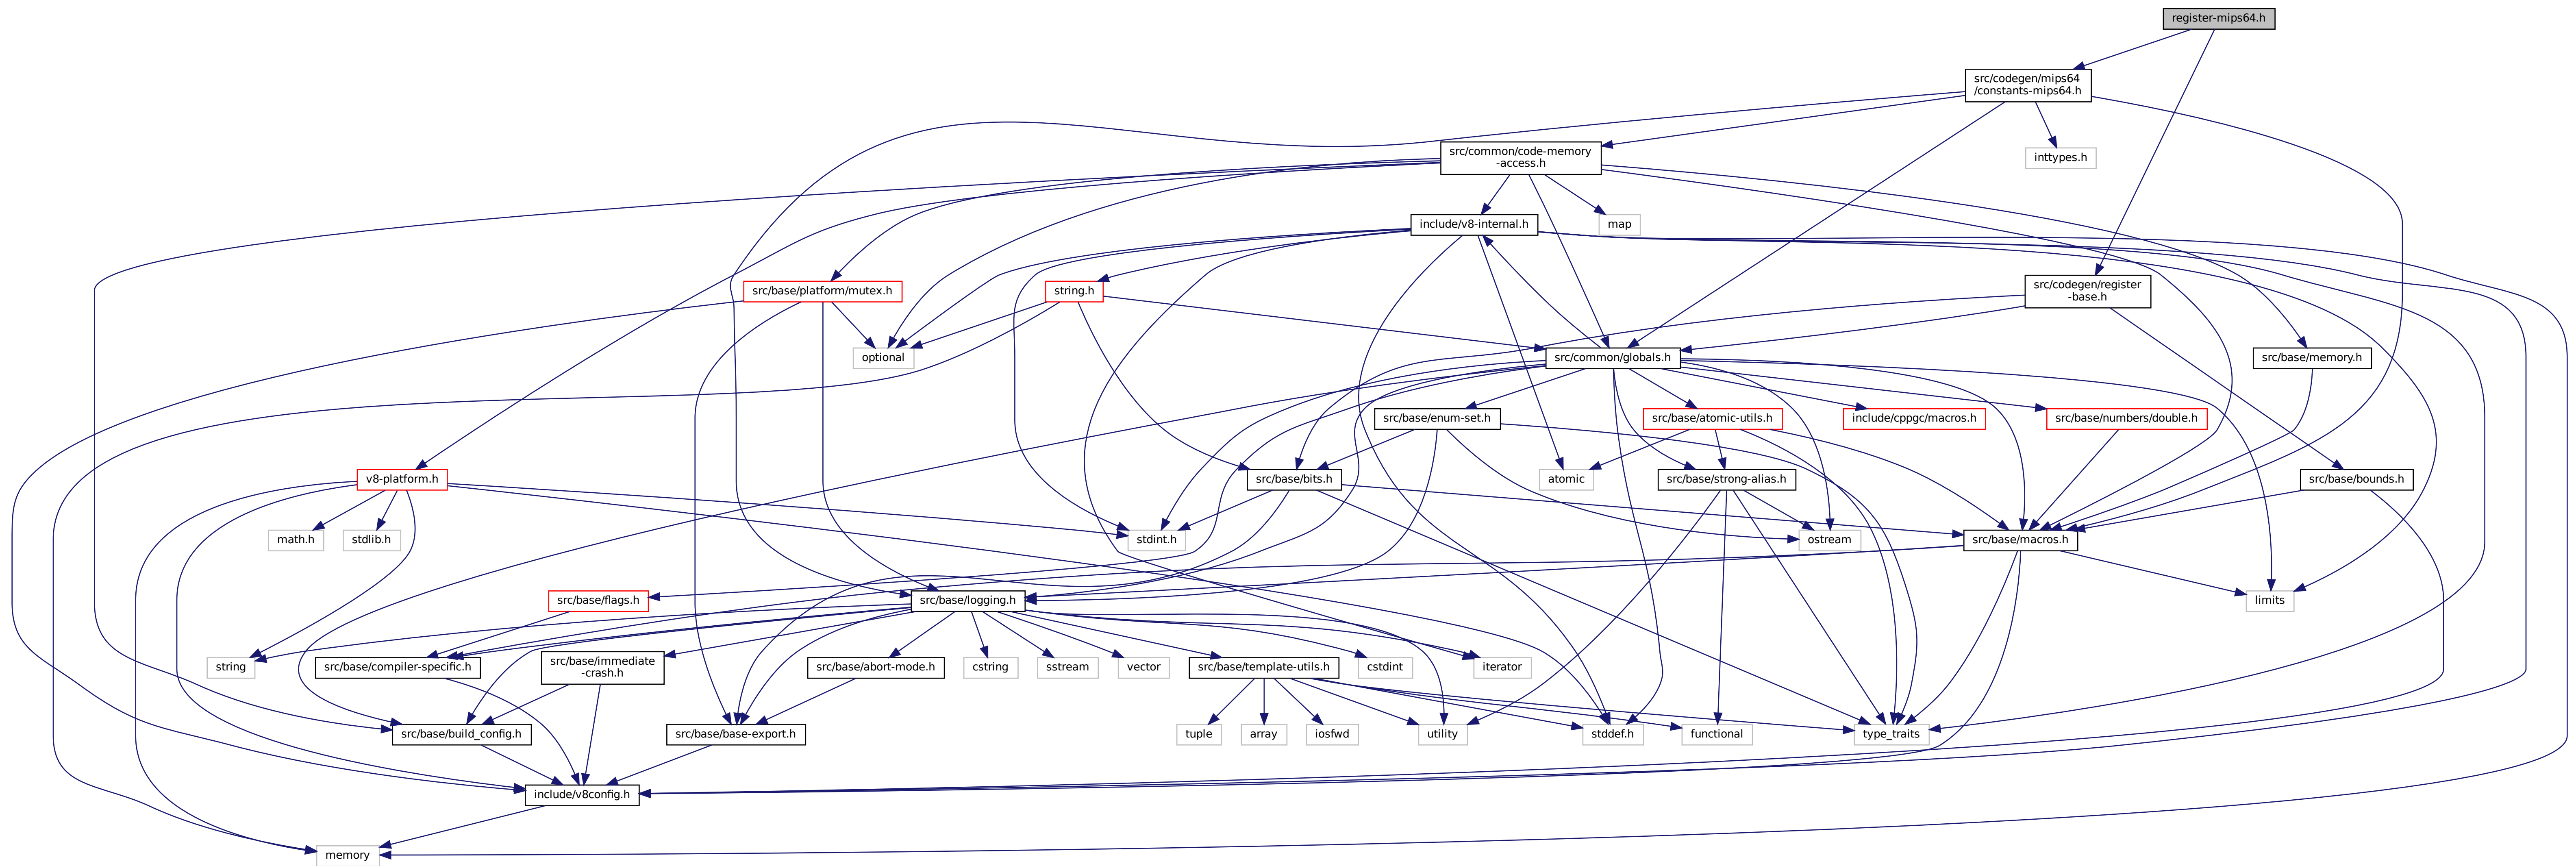 register-mips64.h
src/codegen/mips64
/constants-mips64.h
src/common/code-memory
-access.h
inttypes.h
include/v8-internal.h
map
src/base/platform/mutex.h
string.h
src/codegen/register
-base.h
optional
src/common/globals.h
src/base/memory.h
src/base/enum-set.h
src/base/atomic-utils.h
include/cppgc/macros.h
src/base/numbers/double.h
v8-platform.h
src/base/bits.h
atomic
src/base/strong-alias.h
src/base/bounds.h
math.h
stdlib.h
stdint.h
ostream
src/base/macros.h
src/base/flags.h
src/base/logging.h
limits
string
src/base/compiler-specific.h
src/base/immediate
-crash.h
src/base/abort-mode.h
cstring
sstream
vector
src/base/template-utils.h
cstdint
iterator
src/base/build_config.h
src/base/base-export.h
tuple
array
iosfwd
utility
stddef.h
functional
type_traits
include/v8config.h
memory